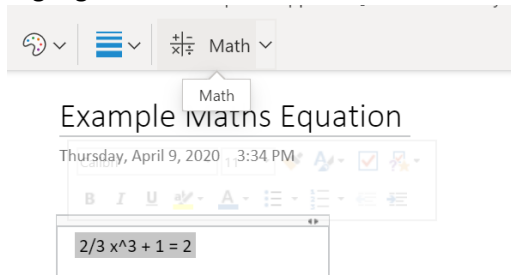 Math
Math
Example Maths Equation
Thursday, April 9, 2020 3:34 PM
B I U A
2/3 x^3 + 1 = 2